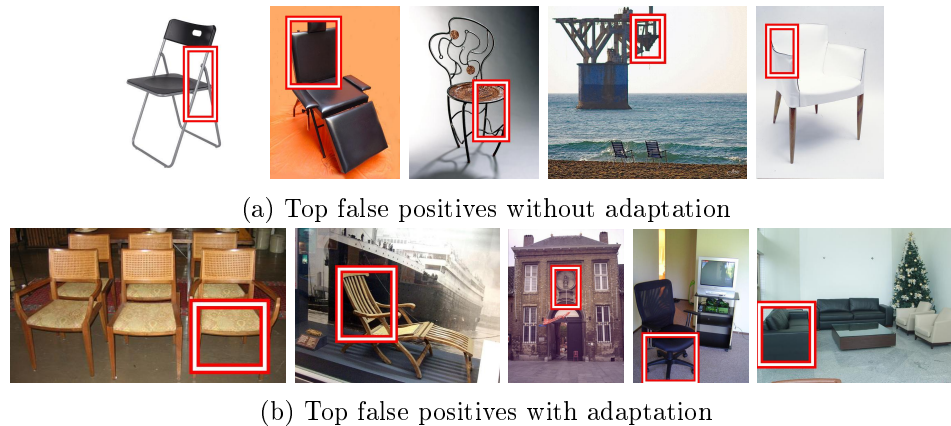 (a) Top false positives without adaptation
(b) Top false positives with adaptation